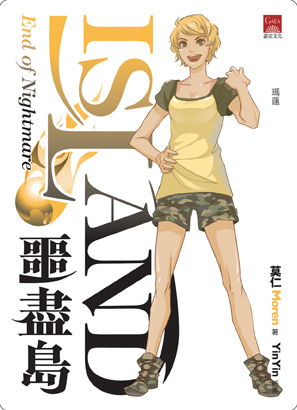 ISLAND
End of Nightmare
噩盡島
GAEA
蓋亞文化
瑪蓮
莫仁 Moren 著
YinYin